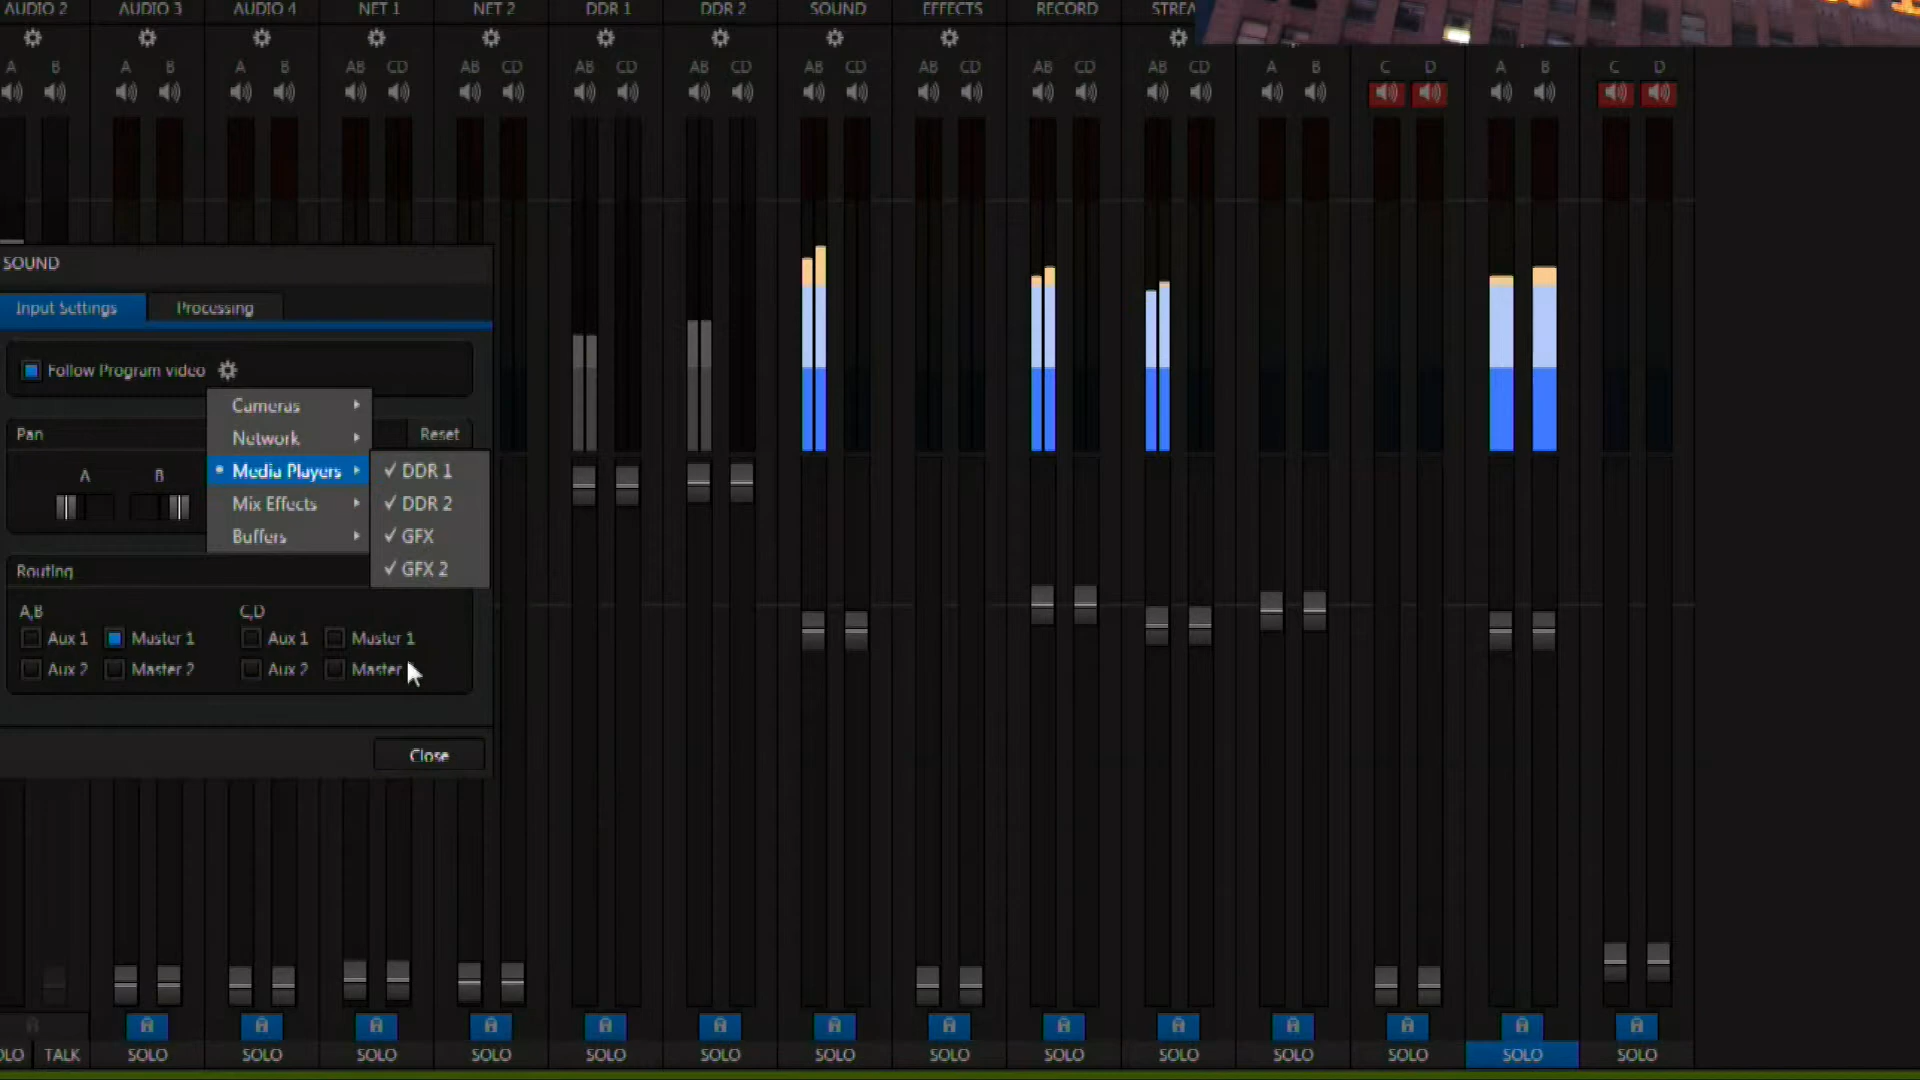 AUDIO 2 AUDIO 3 AUDIO 4 NET 1 NET 2 DDR 1 DDR 2 SOUND EFFECTS RECORD
A B A B A B AB CD AB CD AB CD AB CD AB CD AB CD AB CD AB CD A B C D A B C D
SOUND
Input Settings Processing
Follow Program video
Cameras
Network
Media Players
Mix Effects
Buffers
DDR 1
DDR 2
GFX
GFX 2
Pan Reset
A B
Routing
A,B C,D
Aux 1 Master 1 Aux 1 Master 1
Aux 2 Master 2 Aux 2 Master
Close
OLO TALK SOLO SOLO SOLO SOLO SOLO SOLO SOLO SOLO SOLO SOLO SOLO SOLO SOLO SOLO